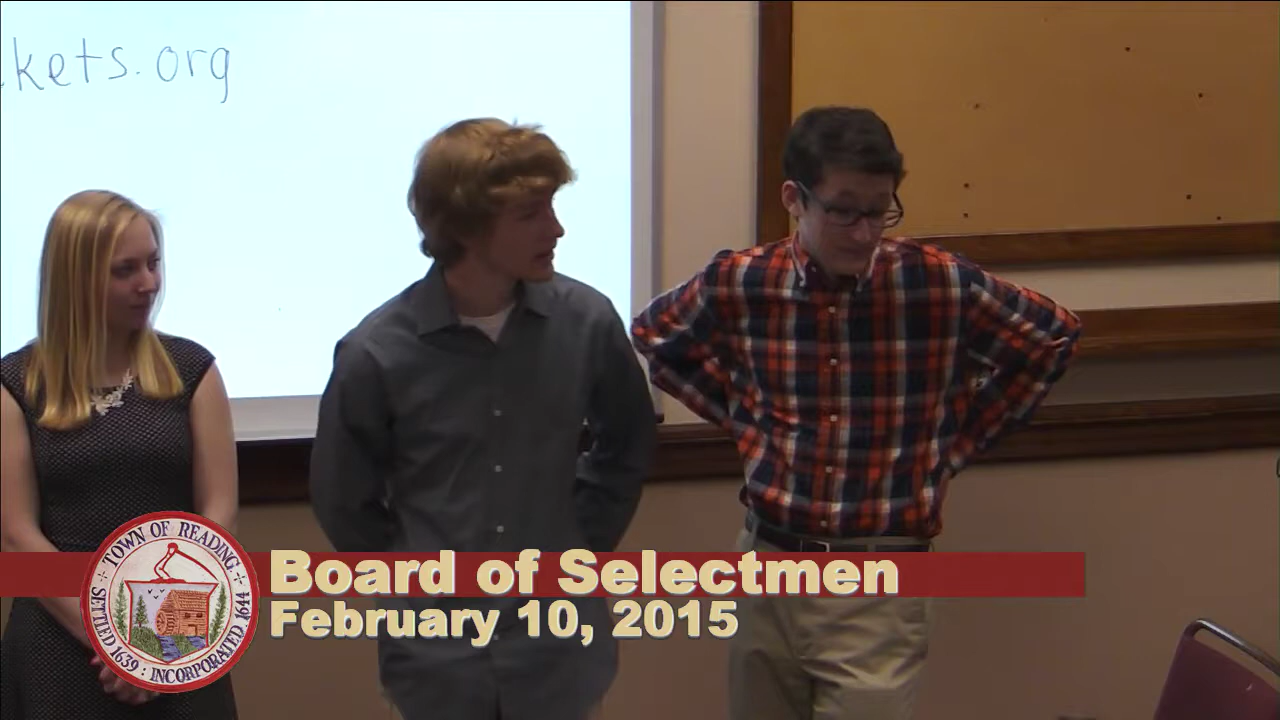 kets.org
Board of Selectmen
February 10, 2015
TOWN OF READING
SETTLED 1639 : INCORPORATED 1644